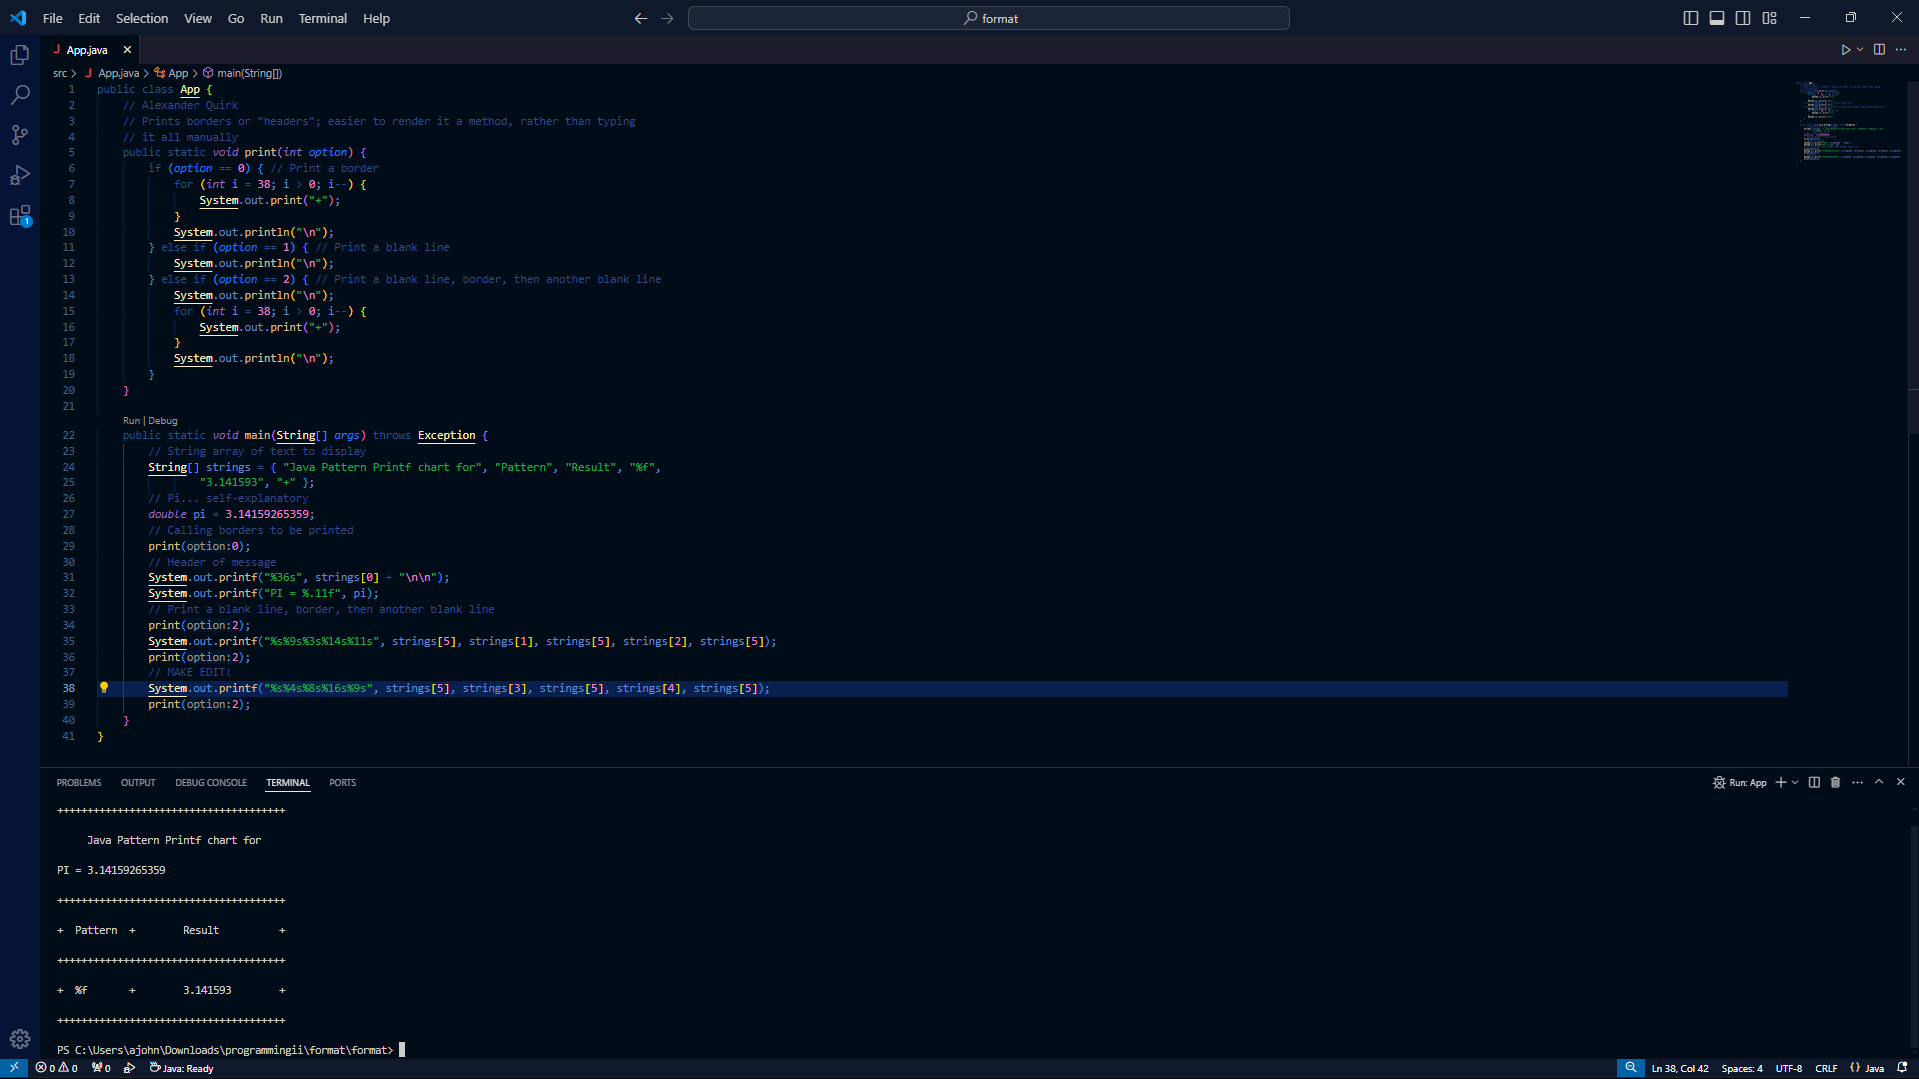 File Edit Selection View Go Run Terminal Help
format
App.java
src > App.java > App > main(String[])
1 public class App {
2 // Alexander Quirk
3 // Prints borders or "headers"; easier to render it a method, rather than typing
4 // it all manually
5 public static void print(int option) {
6 if (option == 0) { // Print a border
7 for (int i = 38; i > 0; i--) {
8 System.out.print("+");
9 }
10 System.out.println("\n");
11 } else if (option == 1) { // Print a blank line
12 System.out.println("\n");
13 } else if (option == 2) { // Print a blank line, border, then another blank line
14 System.out.println("\n");
15 for (int i = 38; i > 0; i--) {
16 System.out.print("+");
17 }
18 System.out.println("\n");
19 }
20 }
21
Run | Debug
22 public static void main(String[] args) throws Exception {
23 // String array of text to display
24 String[] strings = { "Java Pattern Printf chart for", "Pattern", "Result", "%f",
25 "3.141593", "+" };
26 // Pi... self-explanatory
27 double pi = 3.14159265359;
28 // Calling borders to be printed
29 print(option:0);
30 // Header of message
31 System.out.printf("%36s", strings[0] + "\n\n");
32 System.out.printf("PI = %.11f", pi);
33 // Print a blank line, border, then another blank line
34 print(option:2);
35 System.out.printf("%s%9s%3s%14s%11s", strings[5], strings[1], strings[5], strings[2], strings[5]);
36 print(option:2);
37 // MAKE EDIT!
38 System.out.printf("%s%4s%8s%16s%9s", strings[5], strings[3], strings[5], strings[4], strings[5]);
39 print(option:2);
40 }
41 }
PROBLEMS OUTPUT DEBUG CONSOLE TERMINAL PORTS
Run: App
++++++++++++++++++++++++++++++++++++++
Java Pattern Printf chart for
PI = 3.14159265359
++++++++++++++++++++++++++++++++++++++
+ Pattern + Result +
++++++++++++++++++++++++++++++++++++++
+ %f + 3.141593 +
++++++++++++++++++++++++++++++++++++++
PS C:\Users\ajohn\Downloads\programmingii\format\format>
1
0 0 0 Java: Ready
Ln 38, Col 42 Spaces: 4 UTF-8 CRLF {} Java